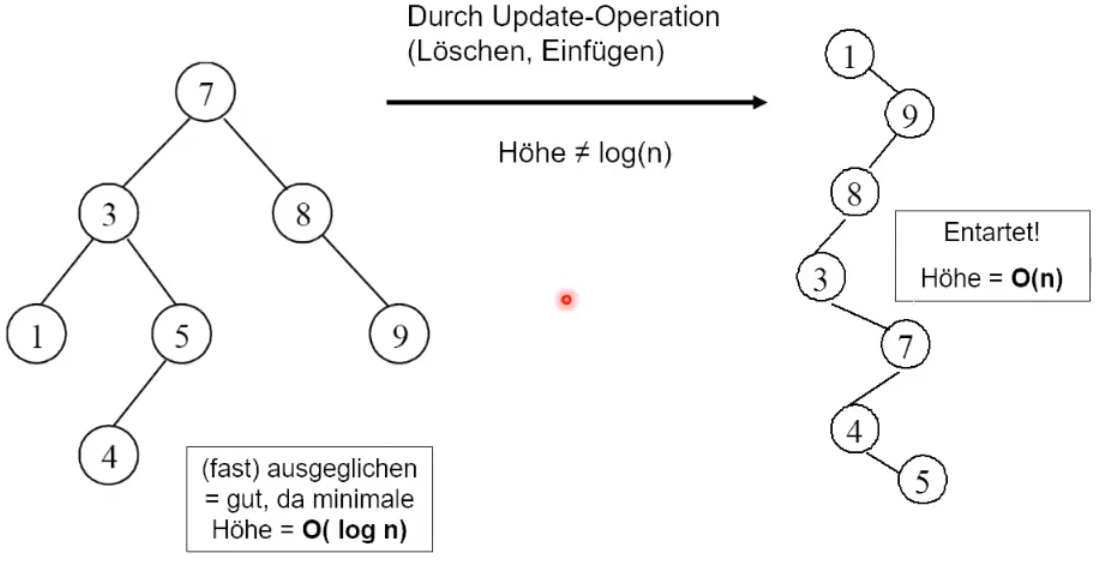 Durch Update-Operation
(Löschen, Einfügen)
Höhe ≠ log(n)
7
3
8
1
5
9
4
(fast) ausgeglichen
= gut, da minimale
Höhe = O( log n)
1
9
8
3
7
4
5
Entartet!
Höhe = O(n)